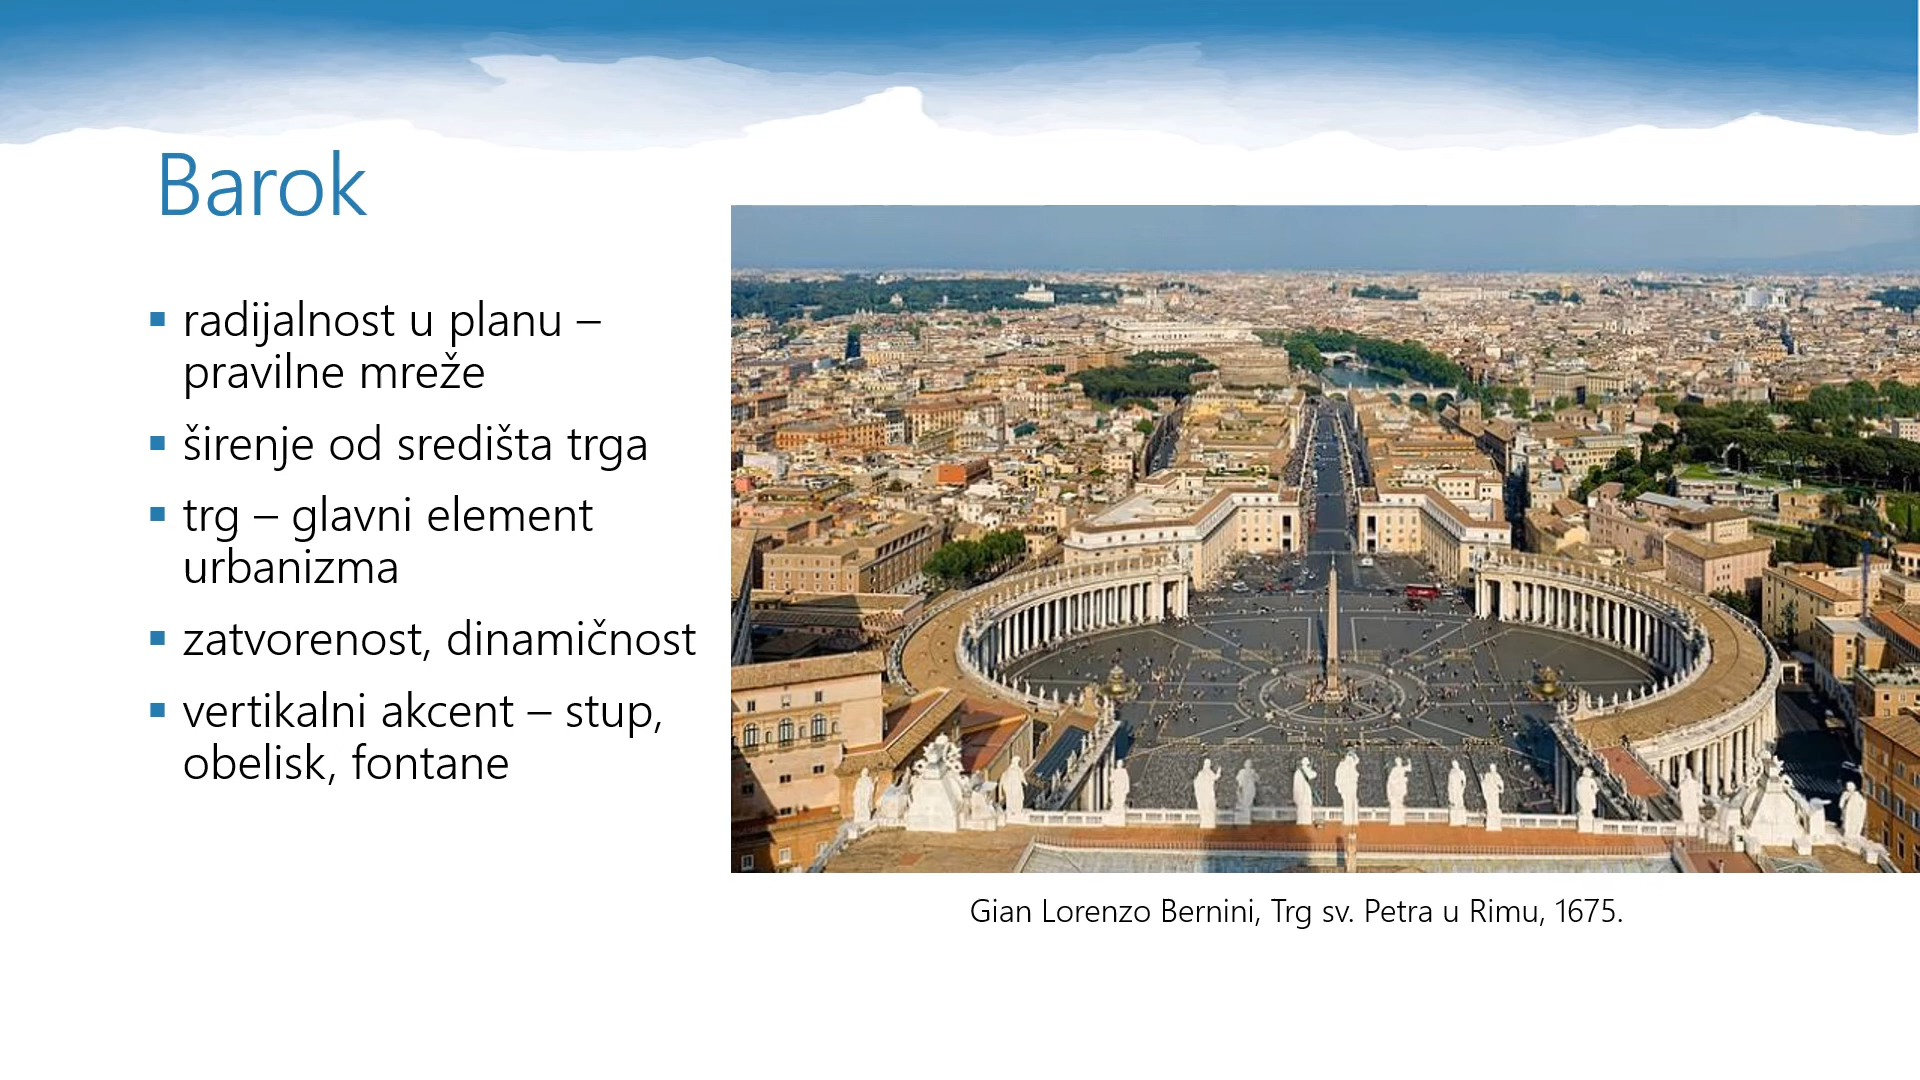 Barok
▪ radijalnost u planu –
pravilne mreže
▪ širenje od središta trga
▪ trg – glavni element
urbanizma
▪ zatvorenost, dinamičnost
▪ vertikalni akcent – stup,
obelisk, fontane
Gian Lorenzo Bernini, Trg sv. Petra u Rimu, 1675.